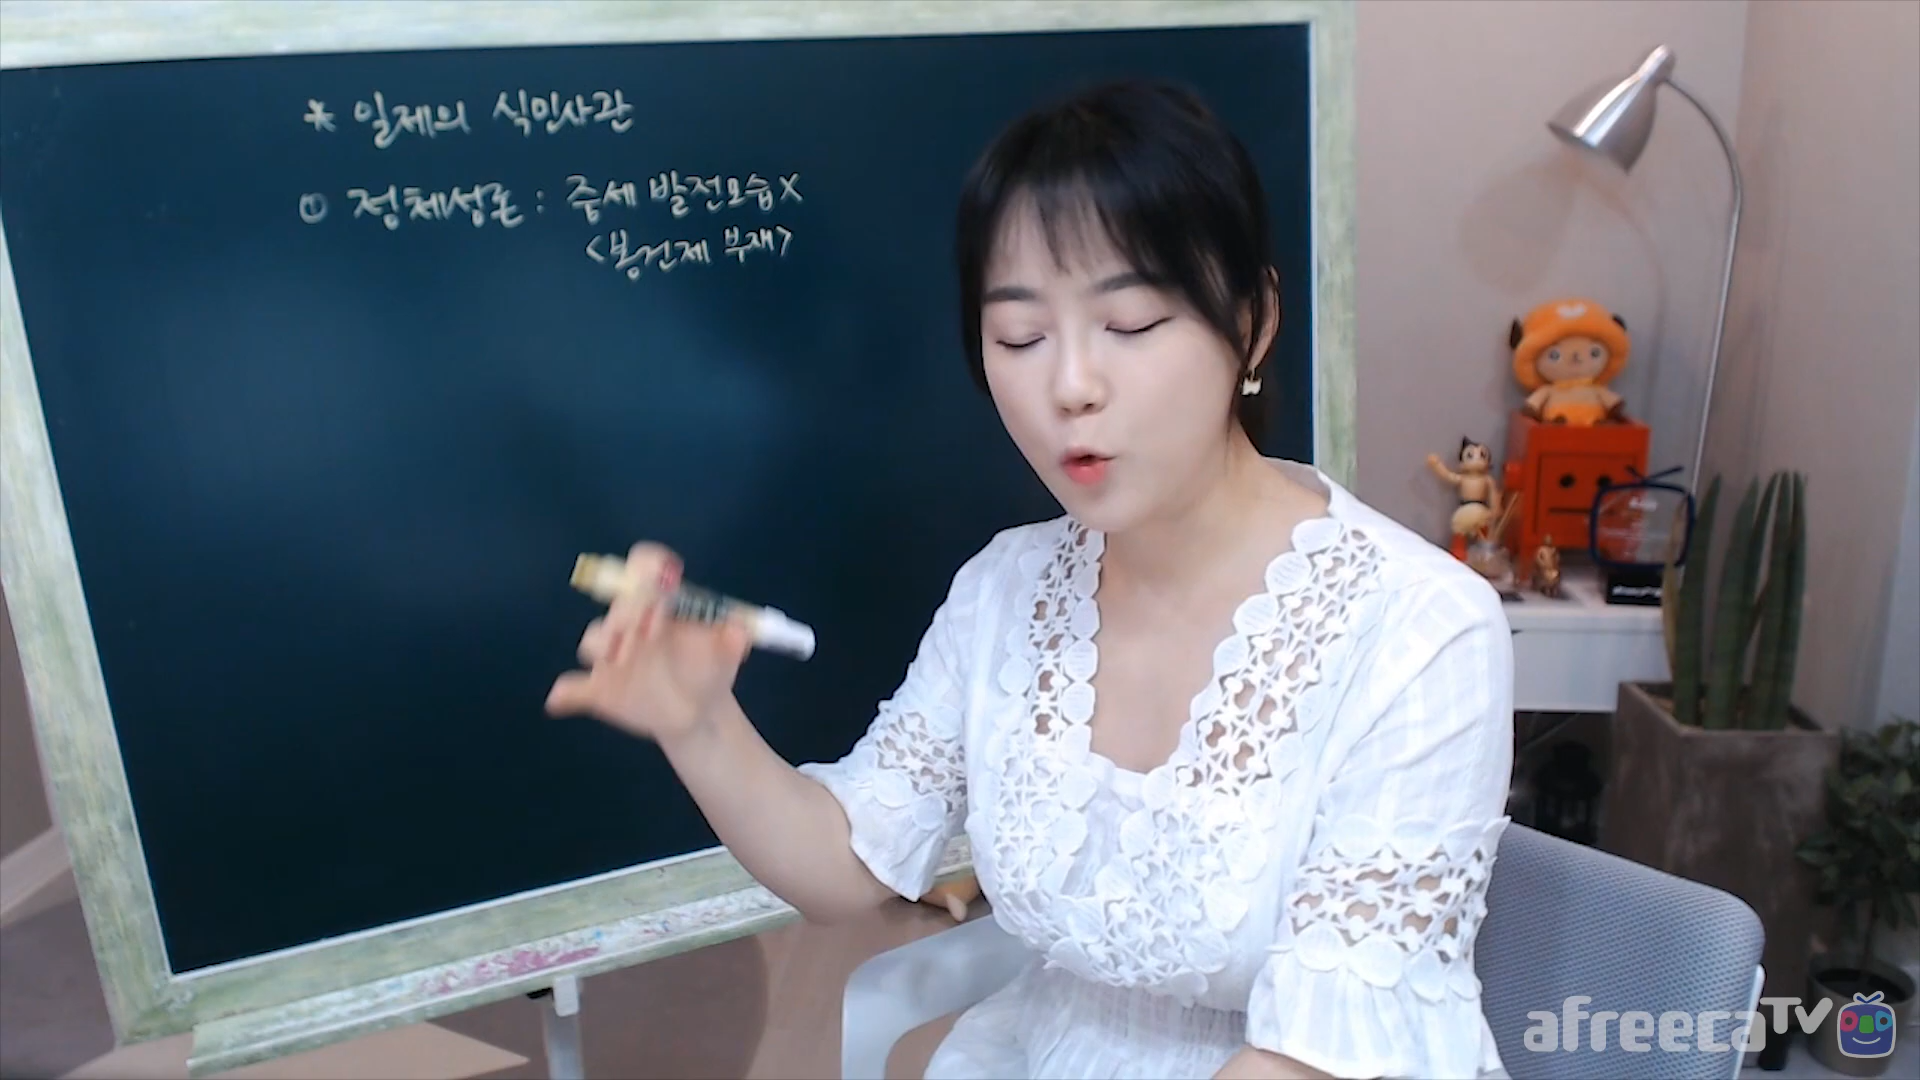 * 일제의 식민사관
① 정체성론 : 중세 발전모습 X
<봉건제 부재>
afreecaTV